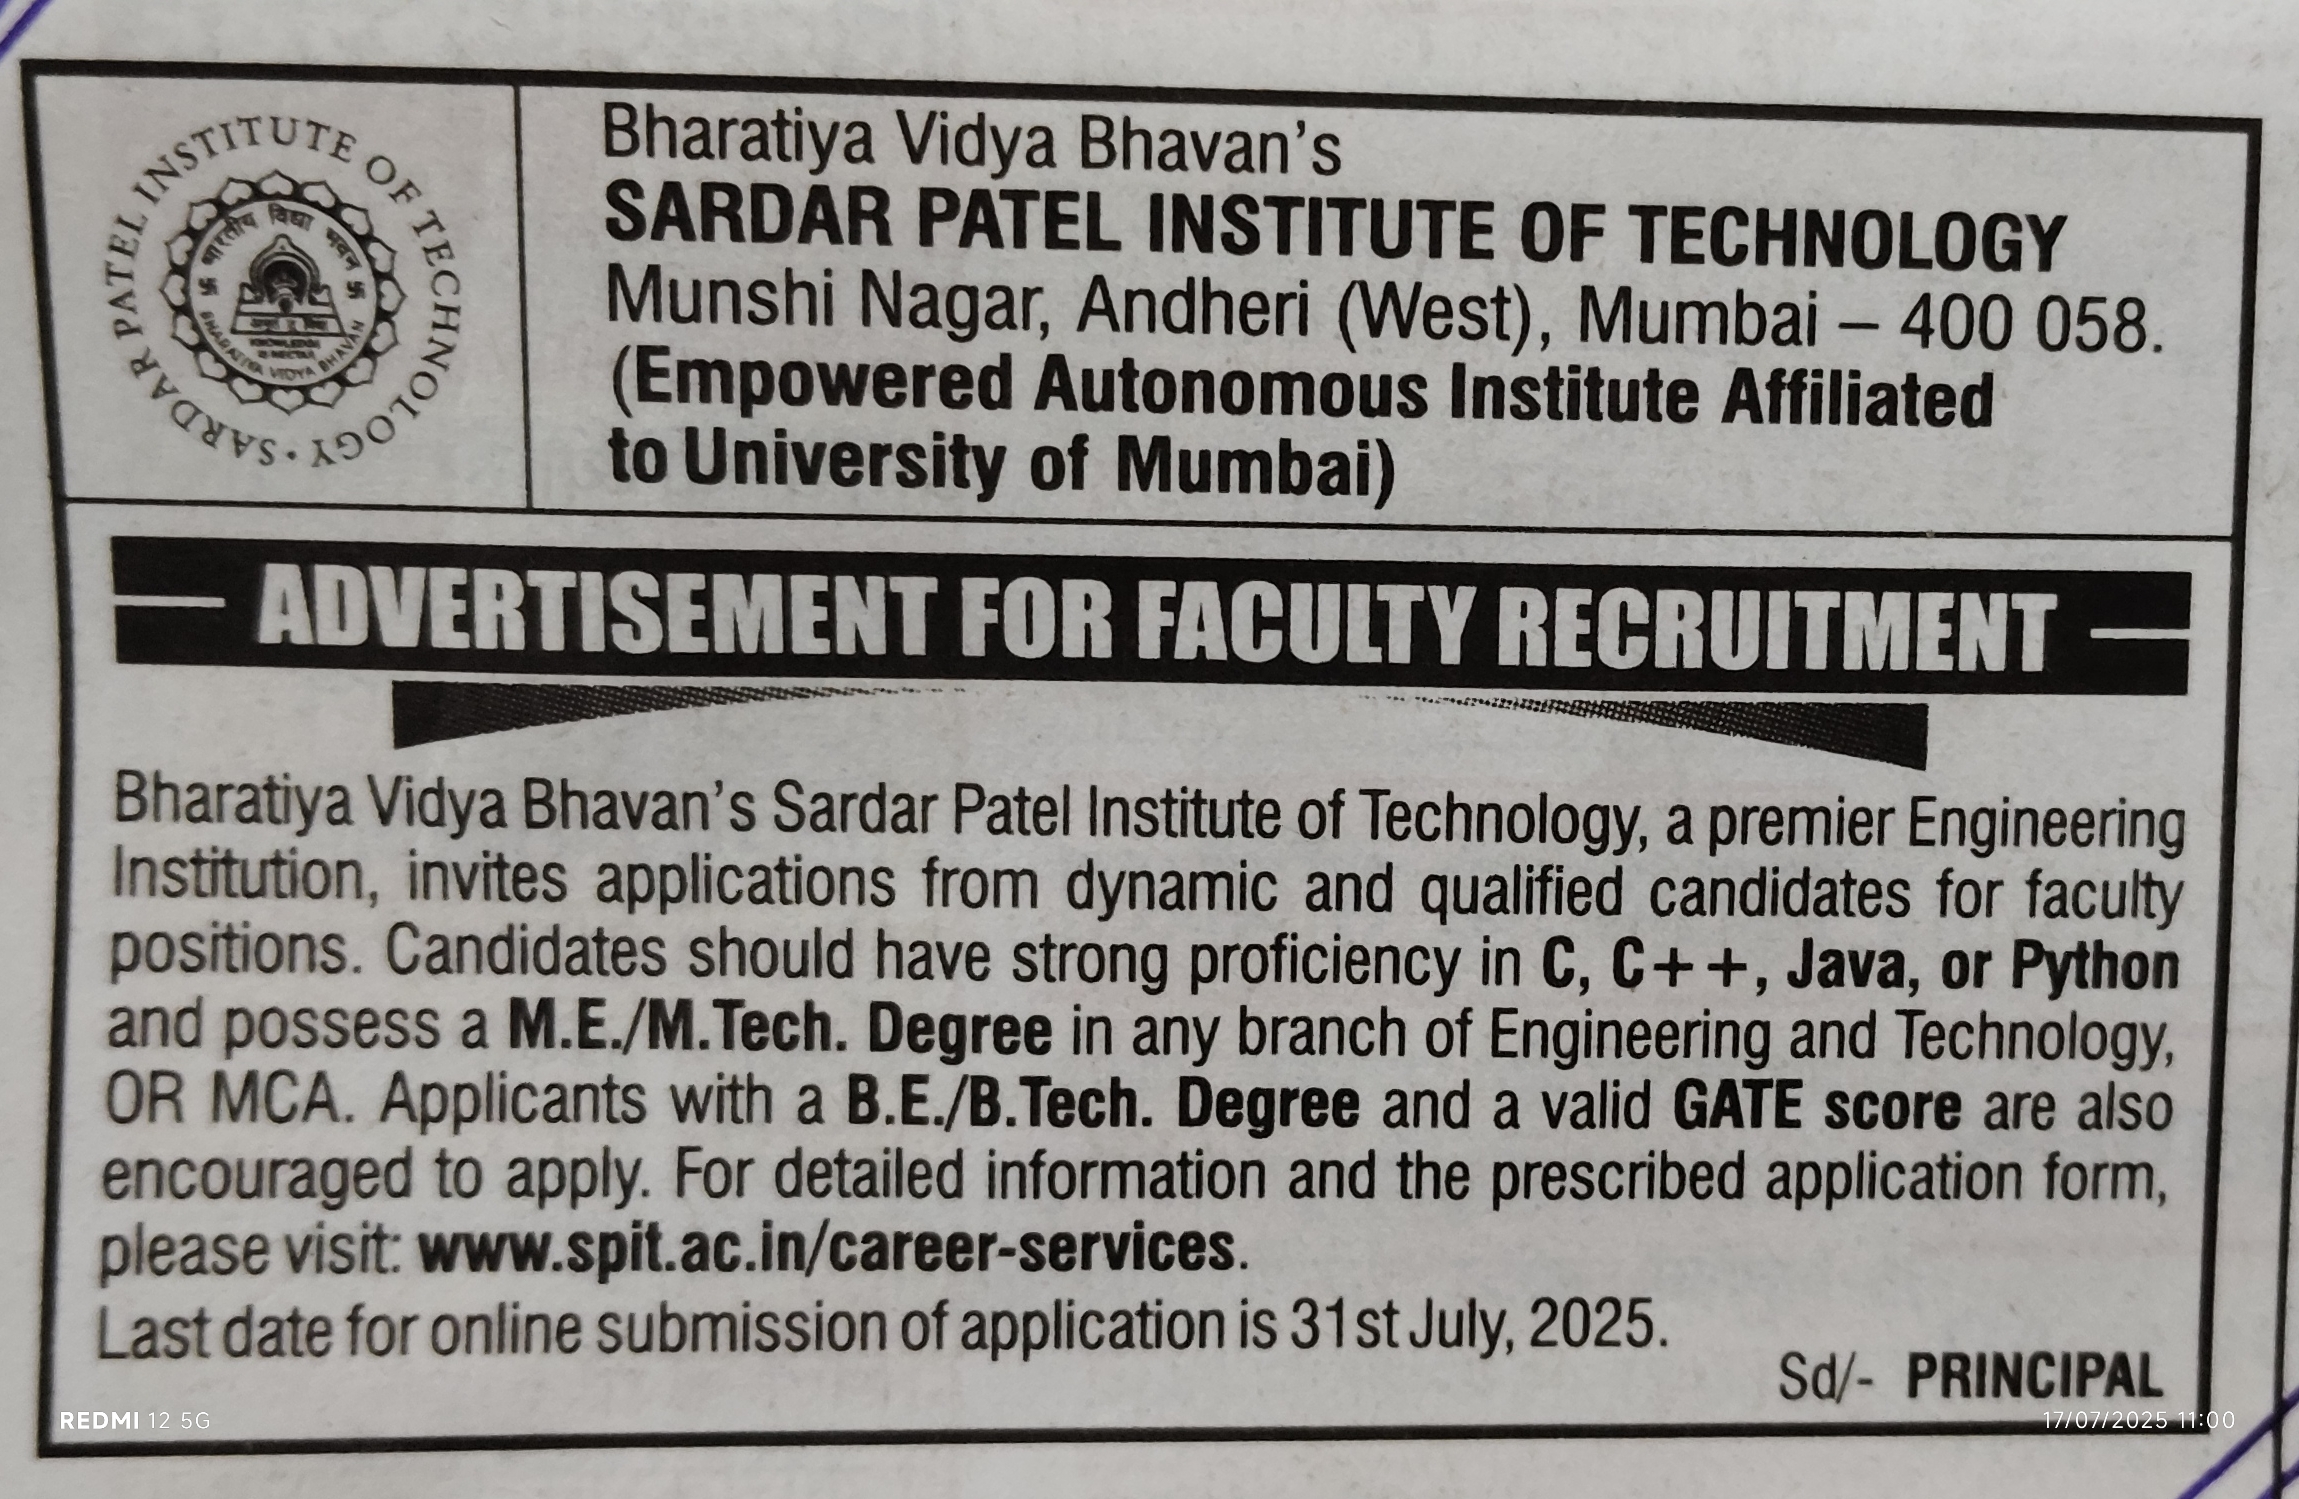 SARDAR PATEL INSTITUTE OF TECHNOLOGY
भारतीय विद्या भवन
BHARATIYA VIDYA BHAVAN
Bharatiya Vidya Bhavan's
SARDAR PATEL INSTITUTE OF TECHNOLOGY
Munshi Nagar, Andheri (West), Mumbai – 400 058.
(Empowered Autonomous Institute Affiliated
to University of Mumbai)
ADVERTISEMENT FOR FACULTY RECRUITMENT
Bharatiya Vidya Bhavan's Sardar Patel Institute of Technology, a premier Engineering
Institution, invites applications from dynamic and qualified candidates for faculty
positions. Candidates should have strong proficiency in C, C++, Java, or Python
and possess a M.E./M.Tech. Degree in any branch of Engineering and Technology,
OR MCA. Applicants with a B.E./B.Tech. Degree and a valid GATE score are also
encouraged to apply. For detailed information and the prescribed application form,
please visit: www.spit.ac.in/career-services.
Last date for online submission of application is 31st July, 2025.
Sd/- PRINCIPAL
REDMI 12 5G
17/07/2025 11:00